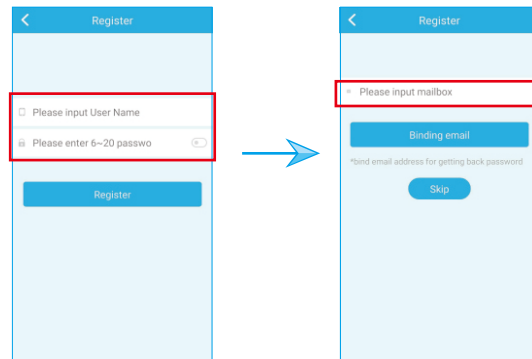 Register
Please input User Name
Please enter 6~20 passwo
Register
Register
Please input mailbox
Binding email
*bind email address for getting back password
Skip